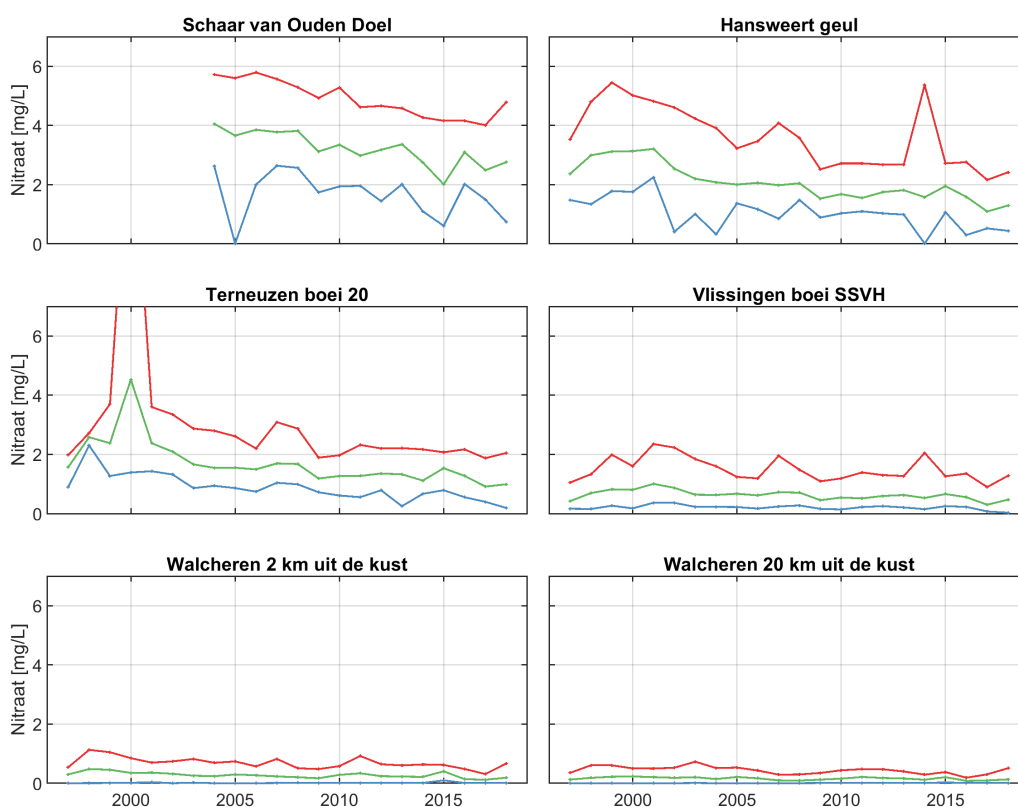 Schaar van Ouden Doel
Hansweert geul
Nitraat [mg/L]
6
4
2
0
Terneuzen boei 20
Vlissingen boei SSVH
Nitraat [mg/L]
6
4
2
0
Walcheren 2 km uit de kust
Walcheren 20 km uit de kust
Nitraat [mg/L]
6
4
2
0
2000 2005 2010 2015
2000 2005 2010 2015